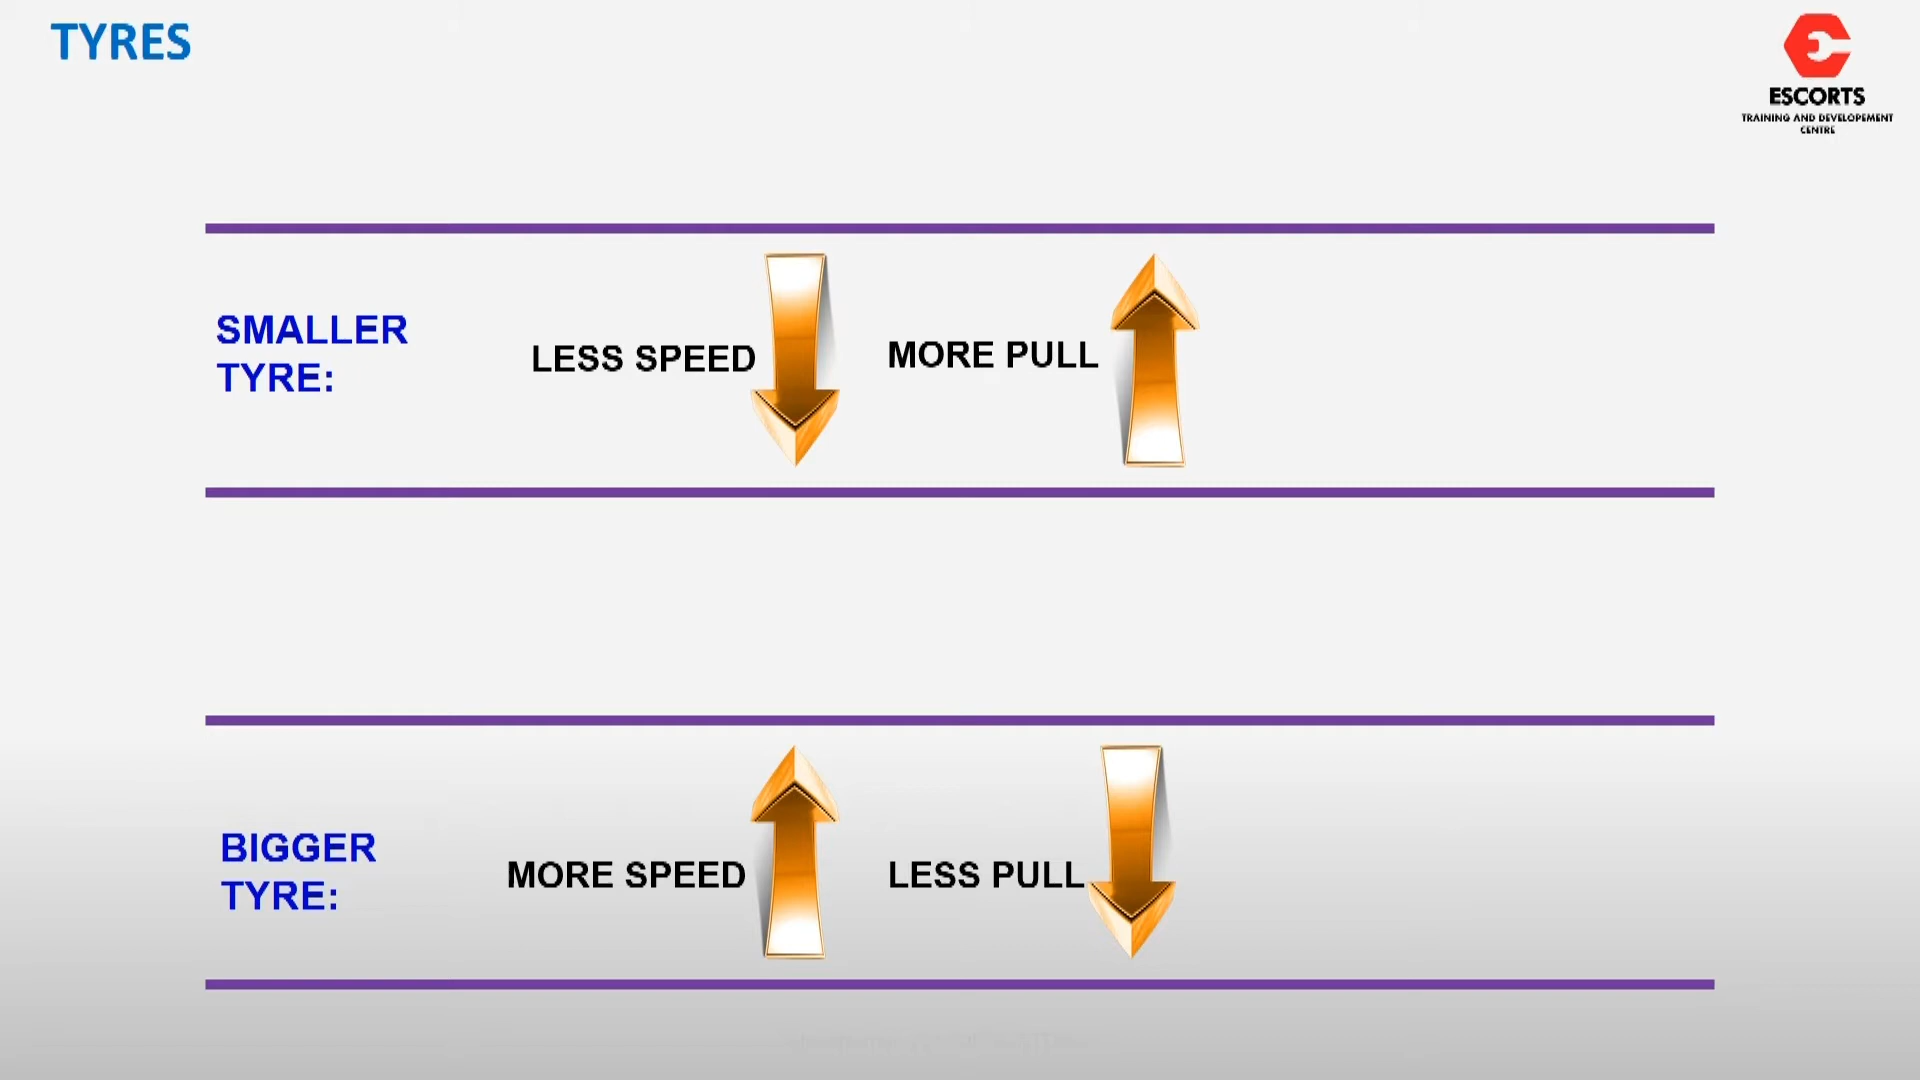 TYRES
ESCORTS
TRAINING AND DEVELOPEMENT
CENTRE
SMALLER
TYRE:
LESS SPEED
MORE PULL
BIGGER
TYRE:
MORE SPEED
LESS PULL